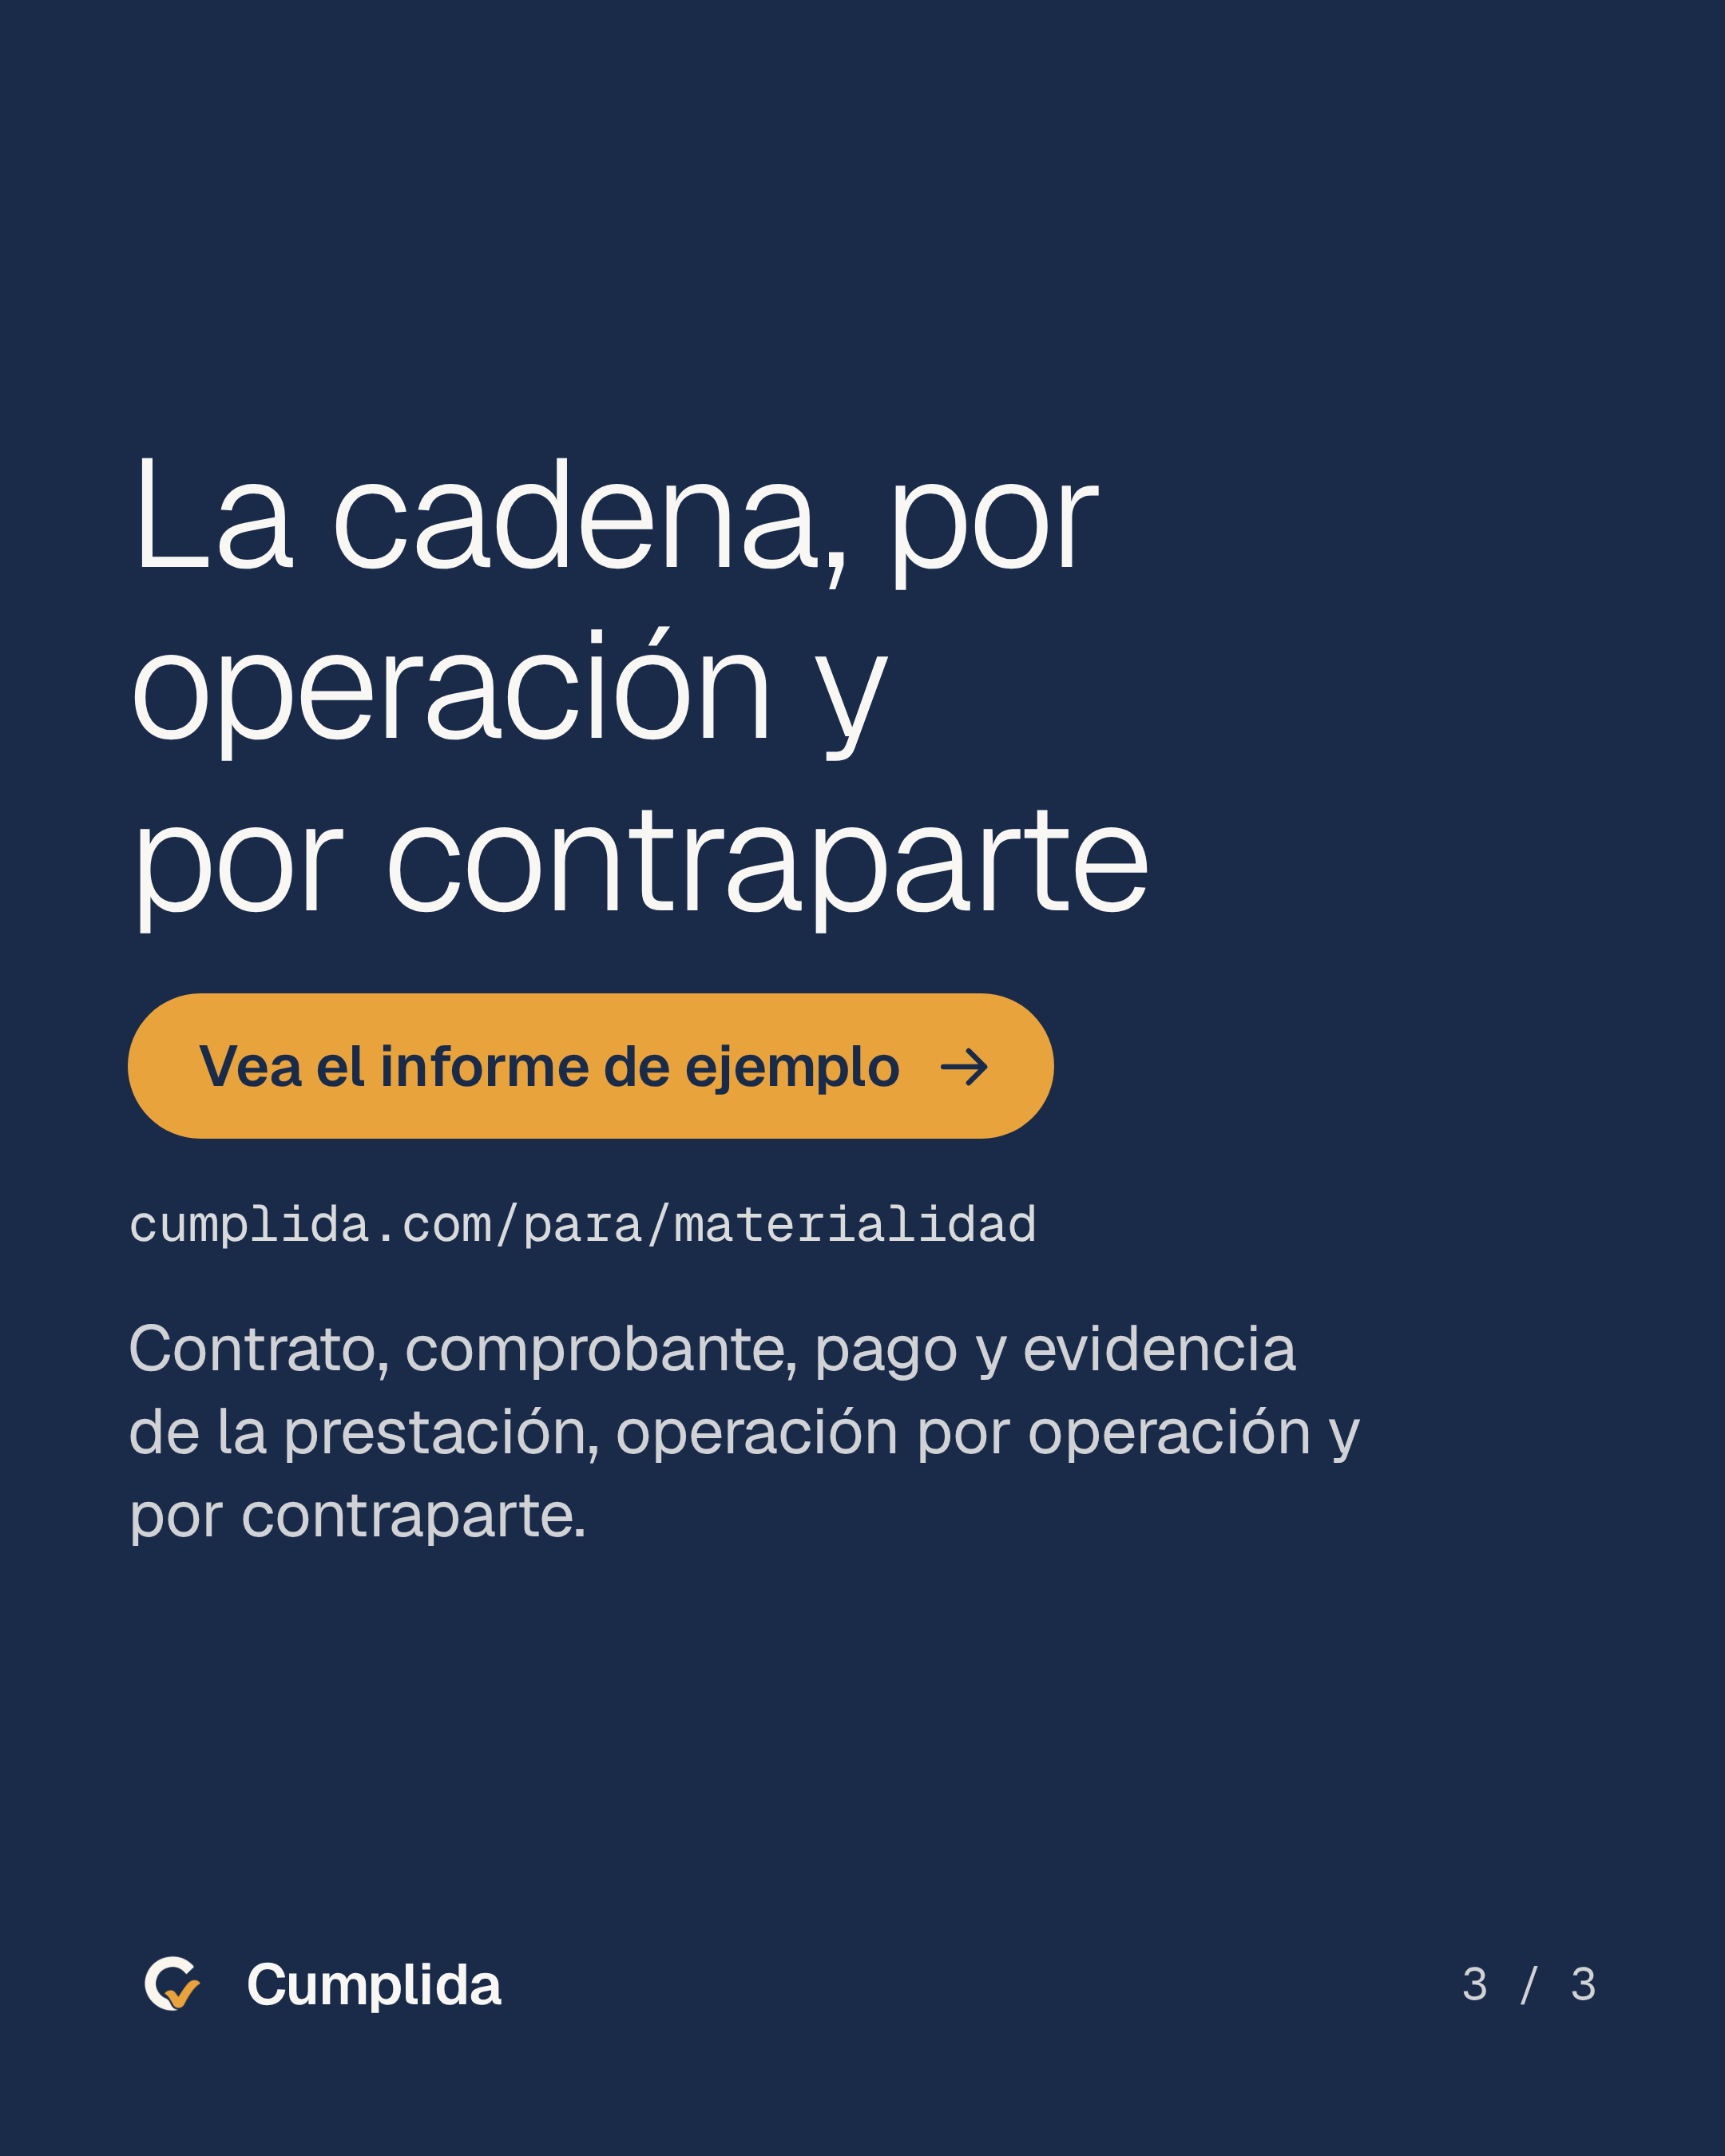 La cadena, por
operación y
por contraparte
Vea el informe de ejemplo →
cumplida.com/para/materialidad
Contrato, comprobante, pago y evidencia
de la prestación, operación por operación y
por contraparte.
Cumplida
3 / 3